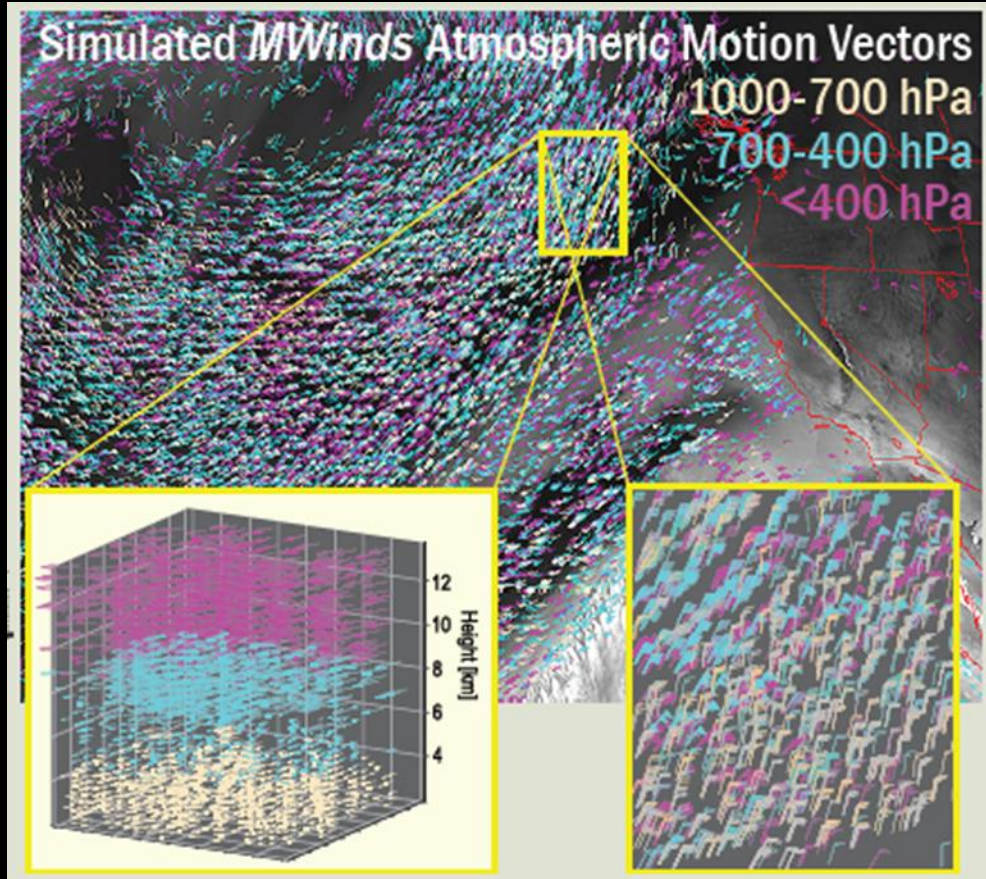 Simulated MWinds Atmospheric Motion Vectors
1000-700 hPa
700-400 hPa
<400 hPa
12
10
8
6
4
Height [km]